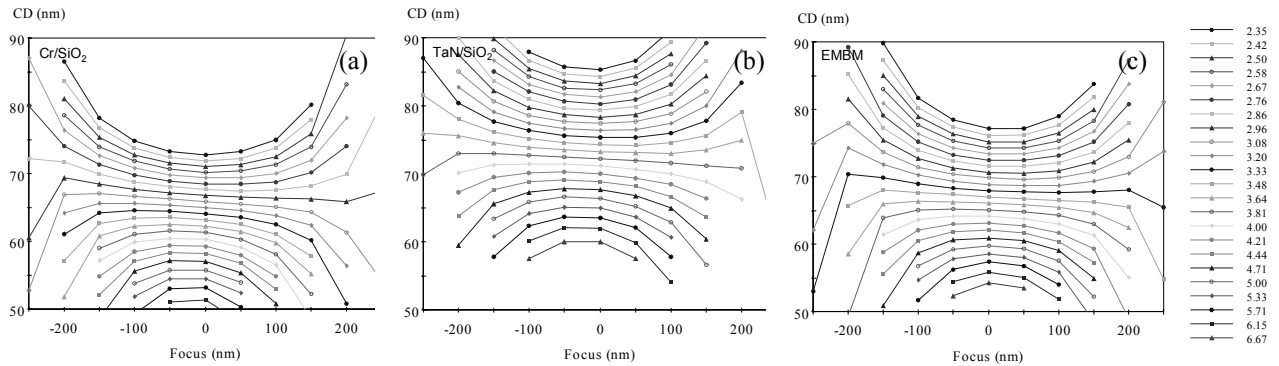 CD (nm)
90
80
70
60
50
Cr/SiO2
(a)
-200 -100 0 100 200
Focus (nm)
CD (nm)
90
80
70
60
50
TaN/SiO2
(b)
-200 -100 0 100 200
Focus (nm)
CD (nm)
90
80
70
60
50
EMBM
(c)
-200 -100 0 100 200
Focus (nm)
2.35
2.42
2.50
2.58
2.67
2.76
2.86
2.96
3.08
3.20
3.33
3.48
3.64
3.81
4.00
4.21
4.44
4.71
5.00
5.33
5.71
6.15
6.67